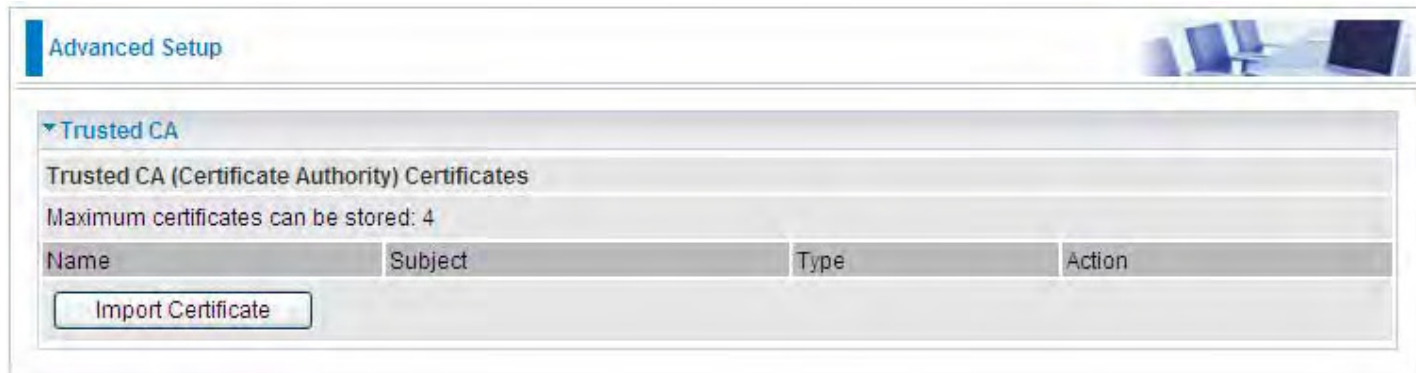 Advanced Setup
Trusted CA
Trusted CA (Certificate Authority) Certificates
Maximum certificates can be stored: 4
Name Subject Type Action
Import Certificate